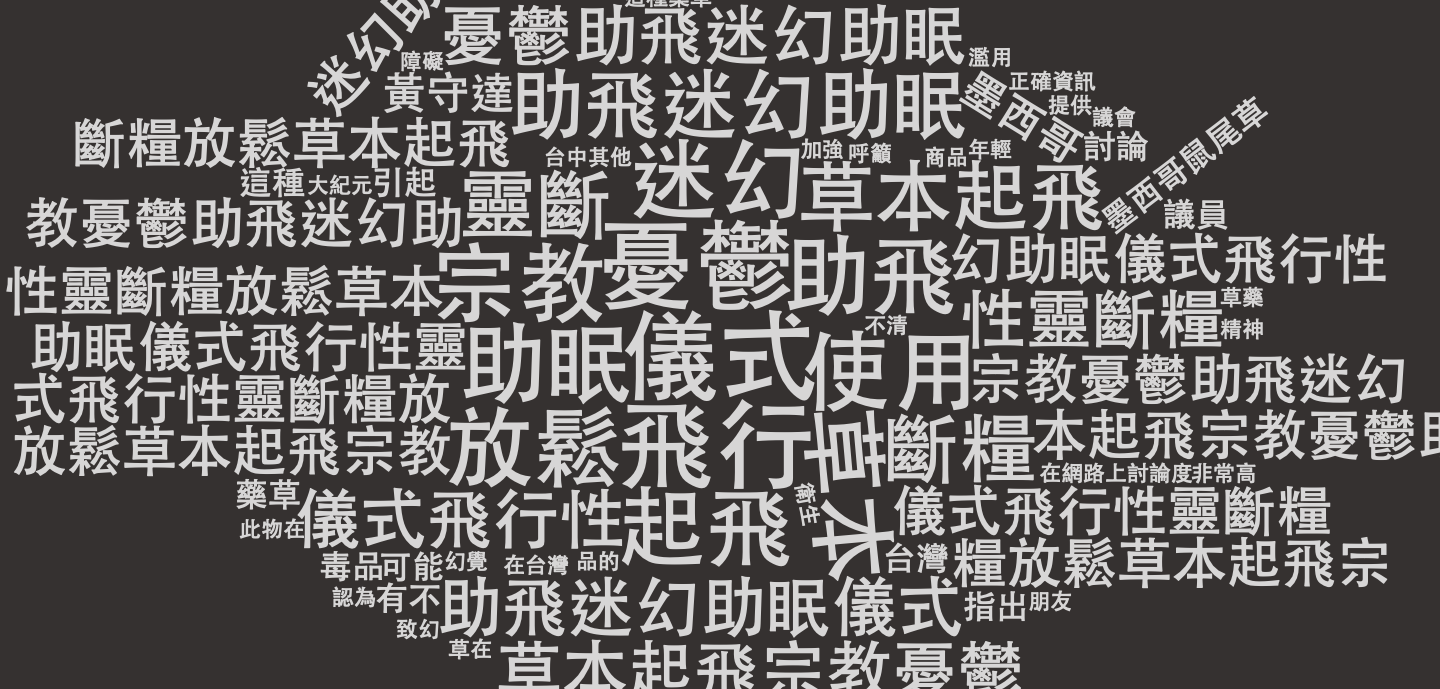 迷幻助
憂鬱助飛迷幻助眠
障礙
濫用
黃守達
助飛迷幻助眠
墨西哥
正確資訊
提供
議會
討論
墨西哥鼠尾草
斷糧放鬆草本起飛
台中其他
迷幻
加強
呼籲
商品
年輕
這種
大紀元
引起
靈斷
草本起飛
議員
教憂鬱助飛迷幻助
宗教
憂鬱
助飛
幻助眠儀式飛行性
性靈斷糧放鬆草本
性靈斷糧
草藥
精神
不清
助眠儀式飛行性靈
助眠
儀式
使用
宗教憂鬱助飛迷幻
式飛行性靈斷糧放
放鬆
飛行
草本
斷糧
本起飛宗教憂鬱助
放鬆草本起飛宗教
在網路上討論度非常高
藥草
此物在
儀式飛行性
起飛
衛生
儀式飛行性靈斷糧
台灣
糧放鬆草本起飛宗
毒品
可能
幻覺
在台灣
品的
認為
有不
助飛迷幻助眠儀式
指出
朋友
致幻
草在
草本起飛宗教憂鬱